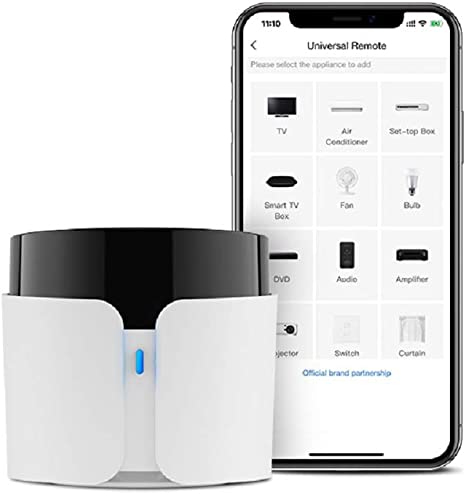 11:10
Universal Remote
Please select the appliance to add
TV
Air
Conditioner
Set-top Box
Smart TV
Box
Fan
Bulb
DVD
Audio
Amplifier
ojector
Switch
Curtain
Official brand partnership